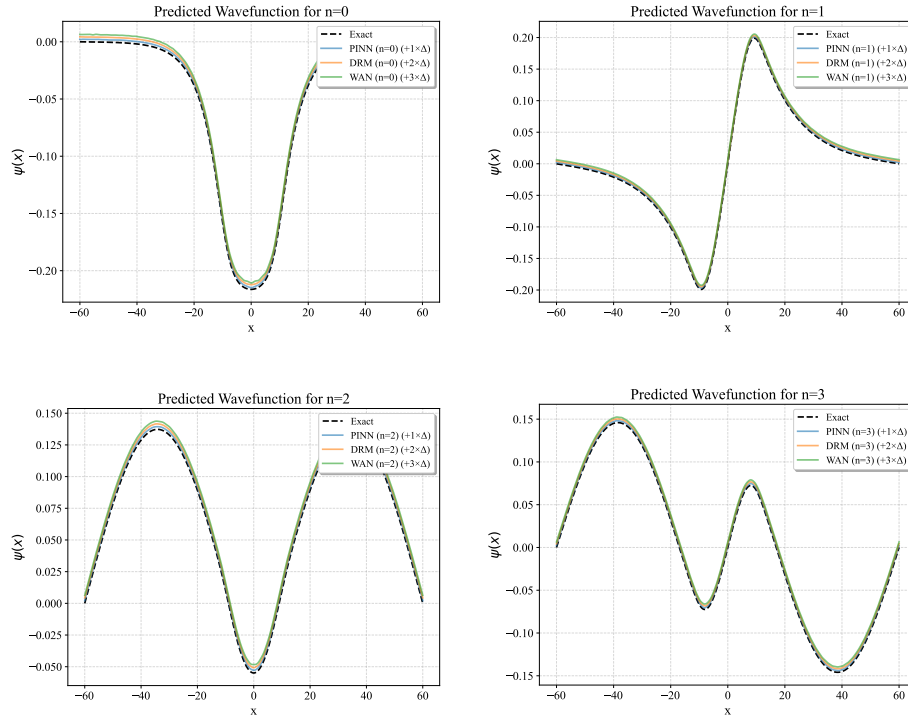 Predicted Wavefunction for n=0
0.00
−0.05
−0.10
−0.15
−0.20
ψ(x)
−60 −40 −20 0 20 40 60
x
Exact
PINN (n=0) (+1×Δ)
DRM (n=0) (+2×Δ)
WAN (n=0) (+3×Δ)
Predicted Wavefunction for n=1
0.20
0.15
0.10
0.05
0.00
−0.05
−0.10
−0.15
−0.20
ψ(x)
−60 −40 −20 0 20 40 60
x
Exact
PINN (n=1) (+1×Δ)
DRM (n=1) (+2×Δ)
WAN (n=1) (+3×Δ)
Predicted Wavefunction for n=2
0.150
0.125
0.100
0.075
0.050
0.025
0.000
−0.025
−0.050
ψ(x)
−60 −40 −20 0 20 40 60
x
Exact
PINN (n=2) (+1×Δ)
DRM (n=2) (+2×Δ)
WAN (n=2) (+3×Δ)
Predicted Wavefunction for n=3
0.15
0.10
0.05
0.00
−0.05
−0.10
−0.15
ψ(x)
−60 −40 −20 0 20 40 60
x
Exact
PINN (n=3) (+1×Δ)
DRM (n=3) (+2×Δ)
WAN (n=3) (+3×Δ)